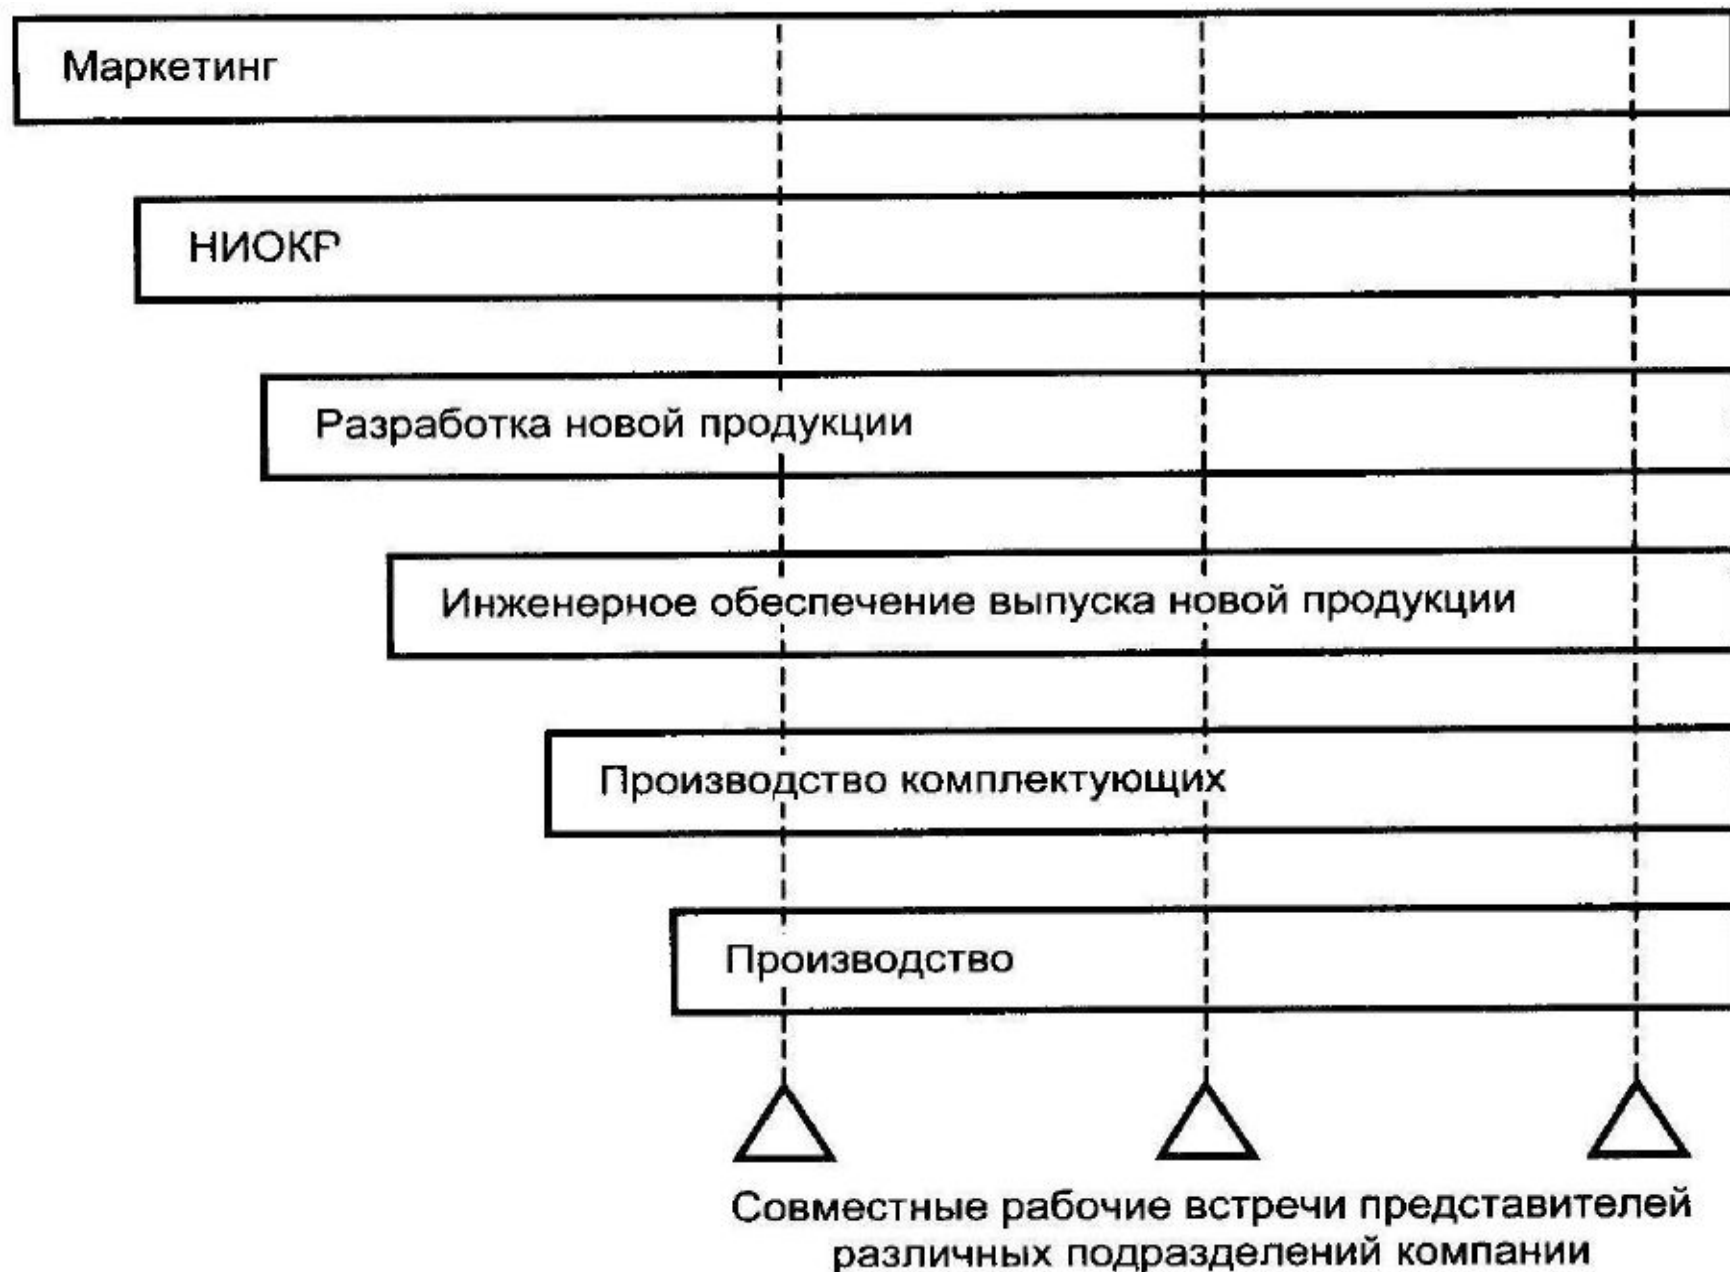 Маркетинг
НИОКР
Разработка новой продукции
Инженерное обеспечение выпуска новой продукции
Производство комплектующих
Производство
Совместные рабочие встречи представителей
различных подразделений компании